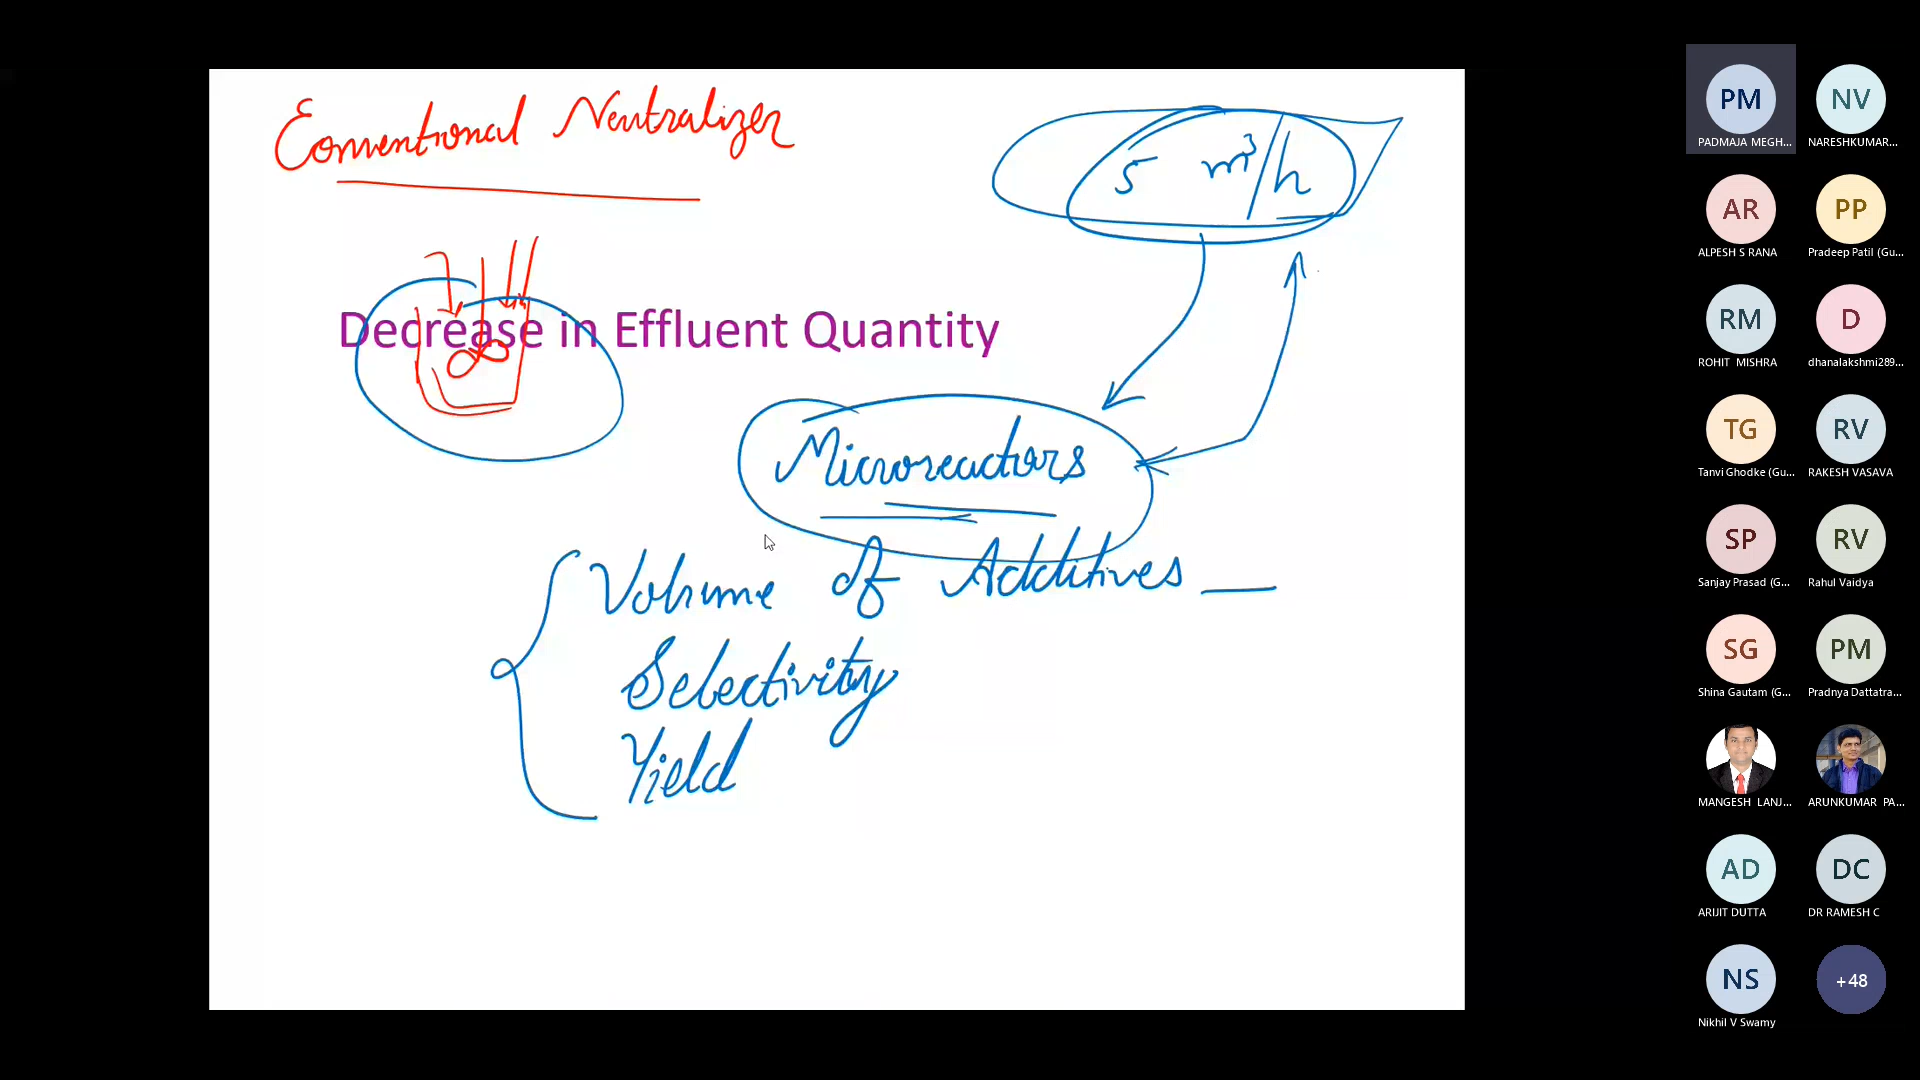 Conventional Neutralizer
5 m³/h
Decrease in Effluent Quantity
Microreactors
Volume of Additives
Selectivity
Yield
PM
PADMAJA MEGH...
NV
NARESHKUMAR...
AR
ALPESH S RANA
PP
Pradeep Patil (Gu...
RM
ROHIT MISHRA
D
dhanalakshmi289...
TG
Tanvi Ghodke (Gu...
RV
RAKESH VASAVA
SP
Sanjay Prasad (G...
RV
Rahul Vaidya
SG
Shina Gautam (G...
PM
Pradnya Dattatra...
MANGESH LANJ...
ARUNKUMAR PA...
AD
ARIJIT DUTTA
DC
DR RAMESH C
NS
Nikhil V Swamy
+48